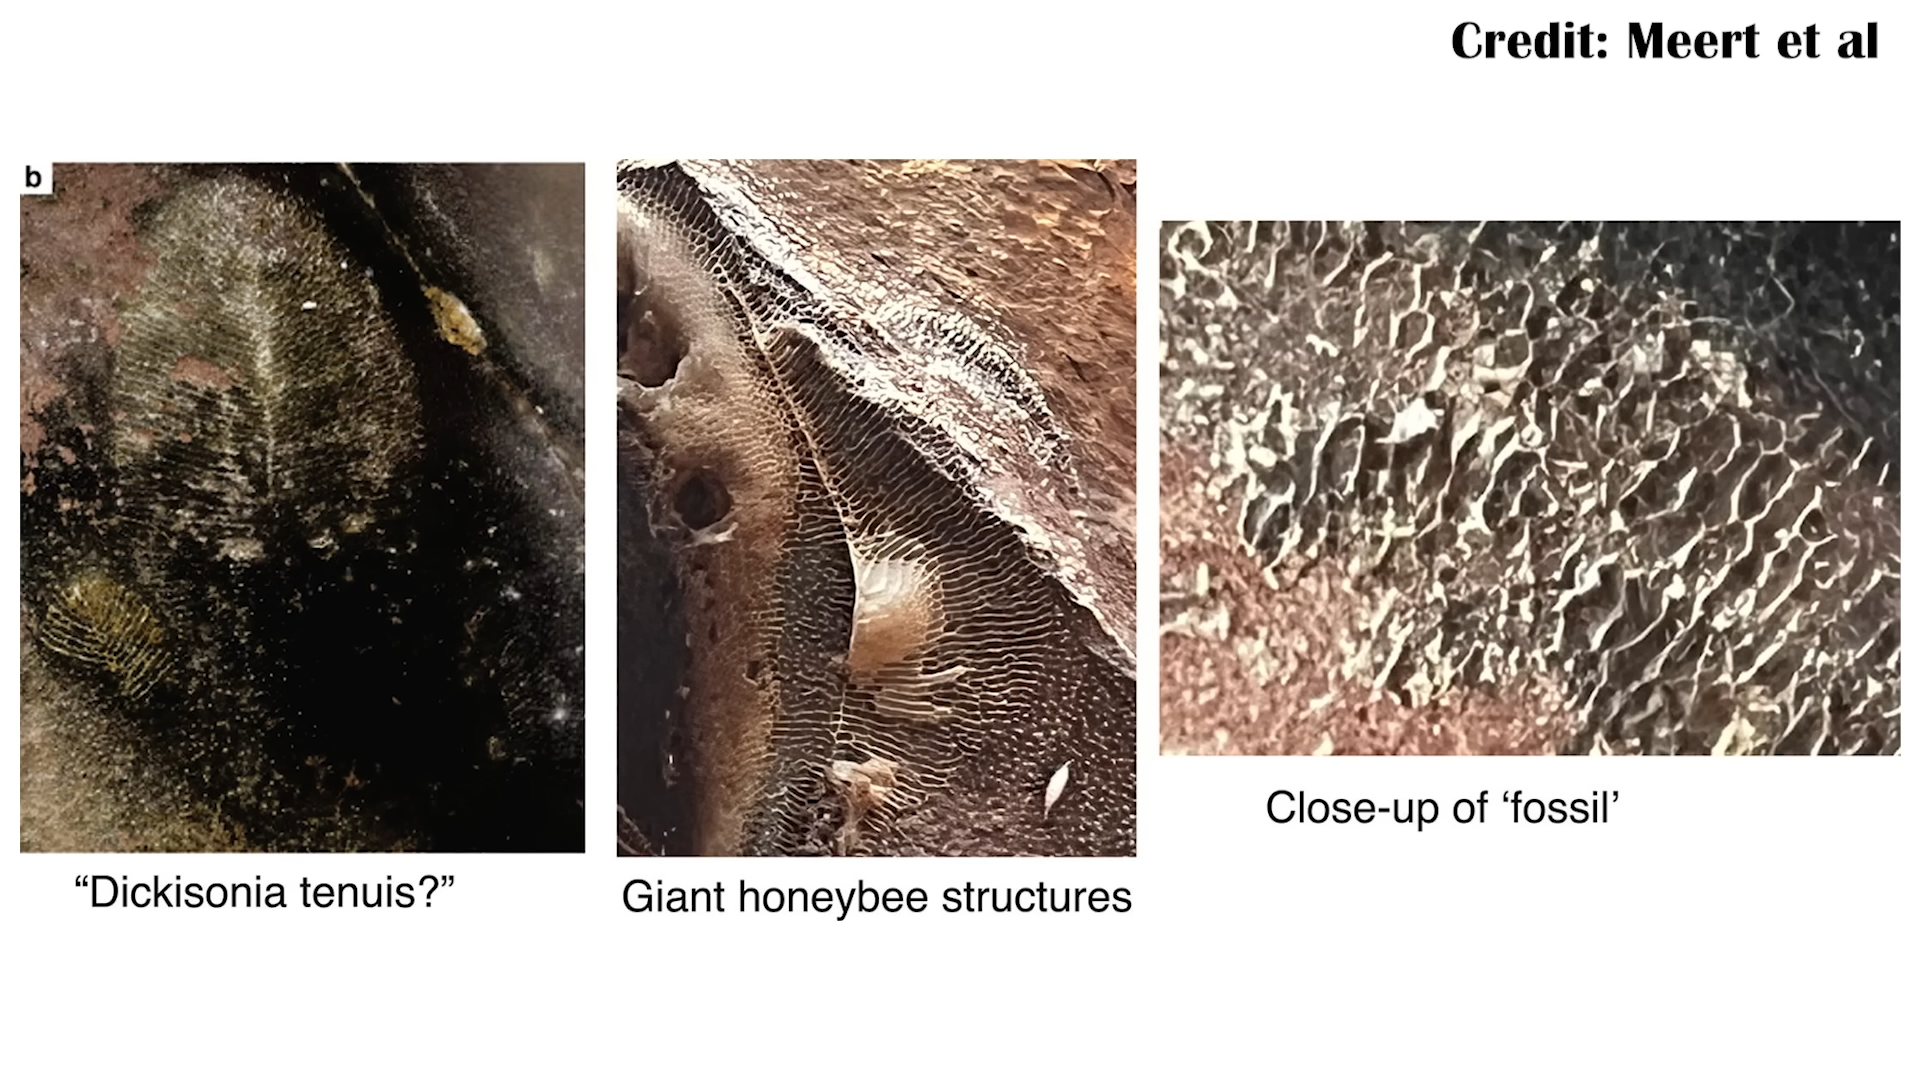 Credit: Meert et al
b
“Dickisonia tenuis?”
Giant honeybee structures
Close-up of ‘fossil’